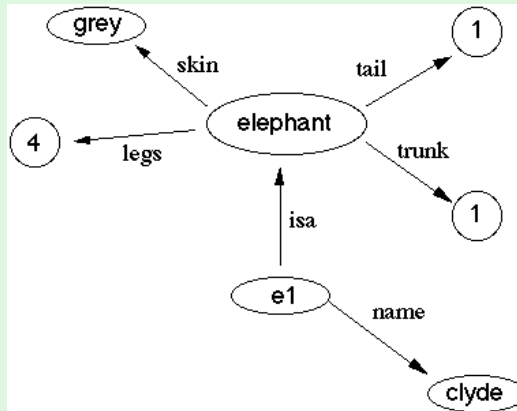 grey
1
skin
tail
elephant
4
legs
trunk
1
isa
e1
name
clyde